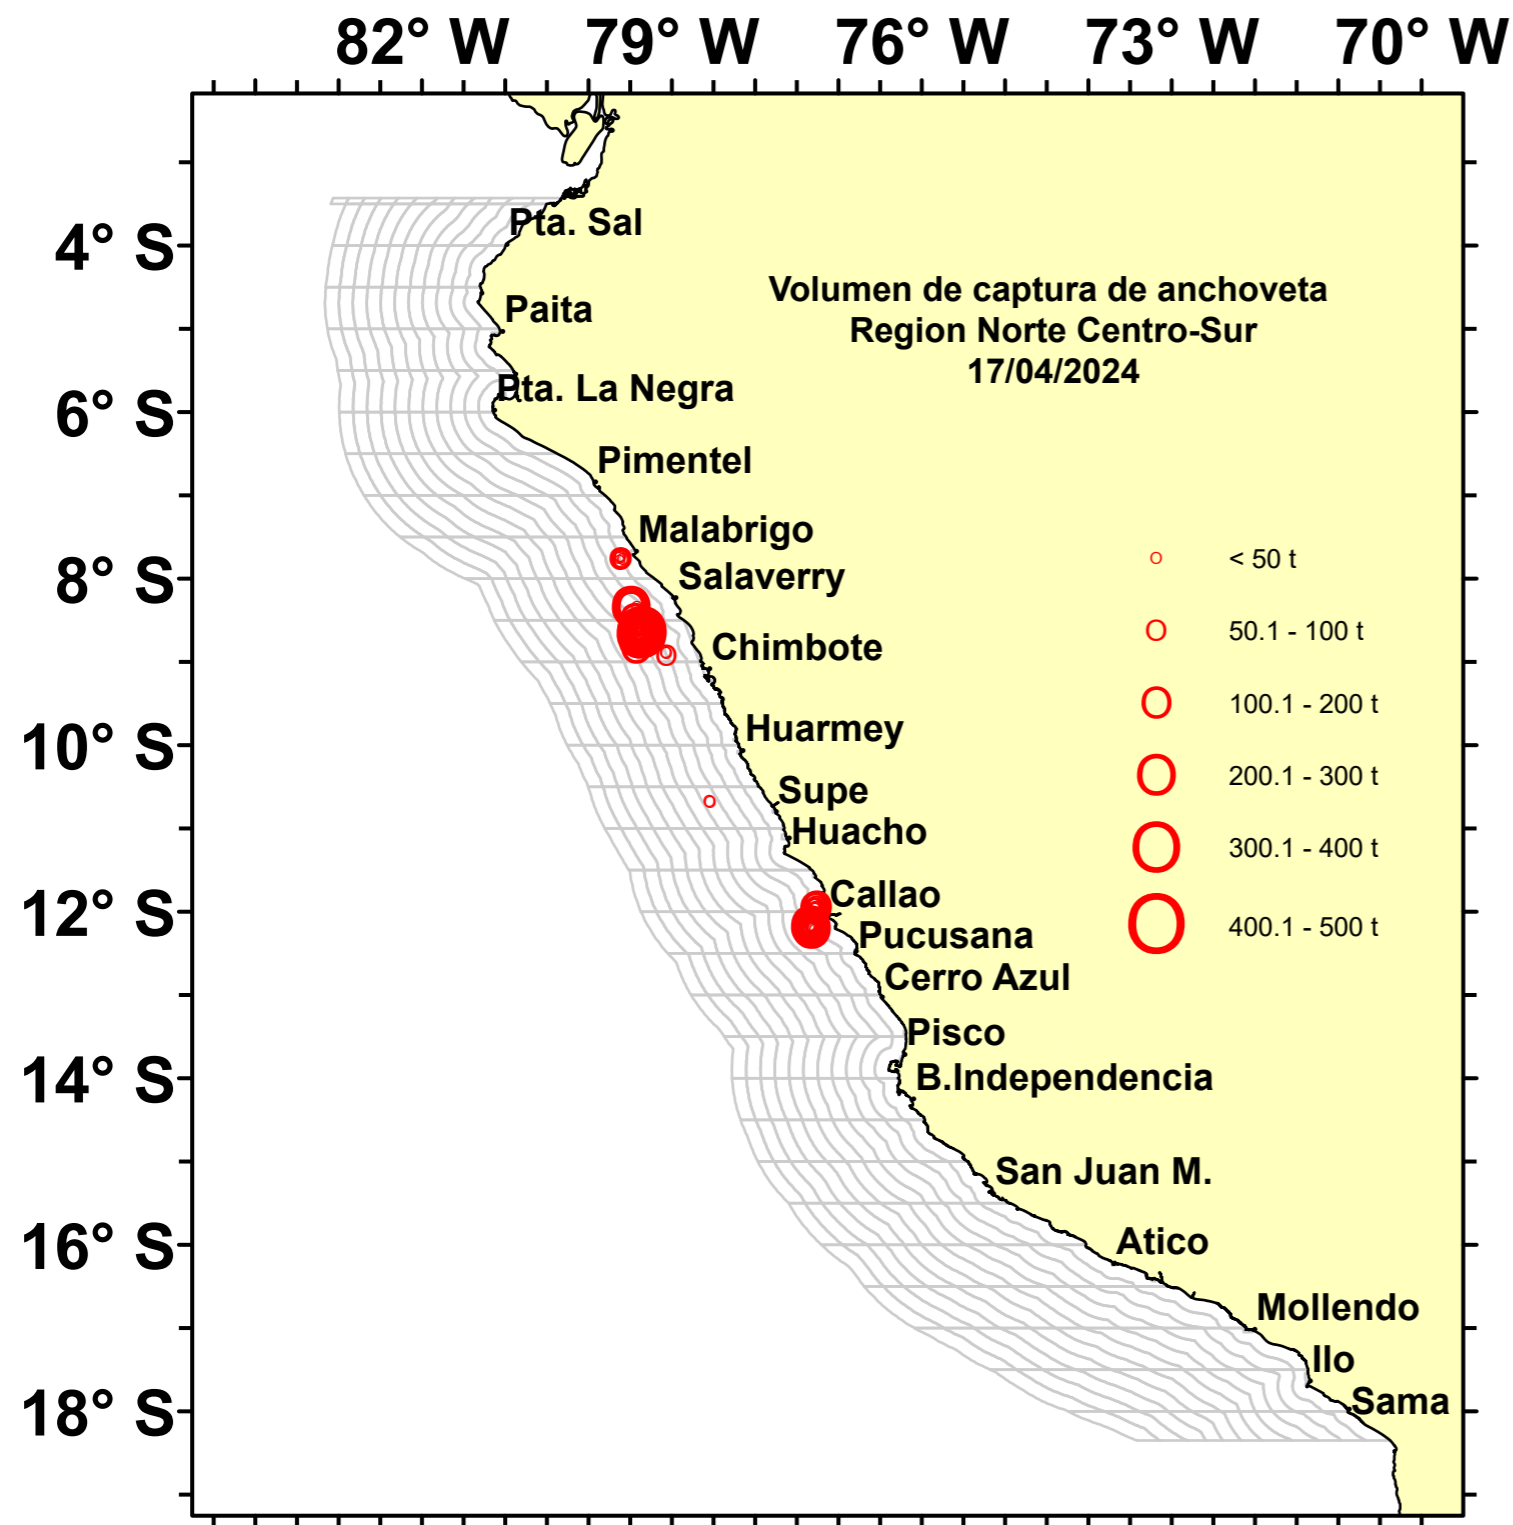 82° W 79° W 76° W 73° W 70° W
4° S
6° S
8° S
10° S
12° S
14° S
16° S
18° S
Volumen de captura de anchoveta
Region Norte Centro-Sur
17/04/2024
Pta. Sal
Paita
Pta. La Negra
Pimentel
Malabrigo
Salaverry
Chimbote
Huarmey
Supe
Huacho
Callao
Pucusana
Cerro Azul
Pisco
B.Independencia
San Juan M.
Atico
Mollendo
Ilo
Sama
< 50 t
50.1 - 100 t
100.1 - 200 t
200.1 - 300 t
300.1 - 400 t
400.1 - 500 t